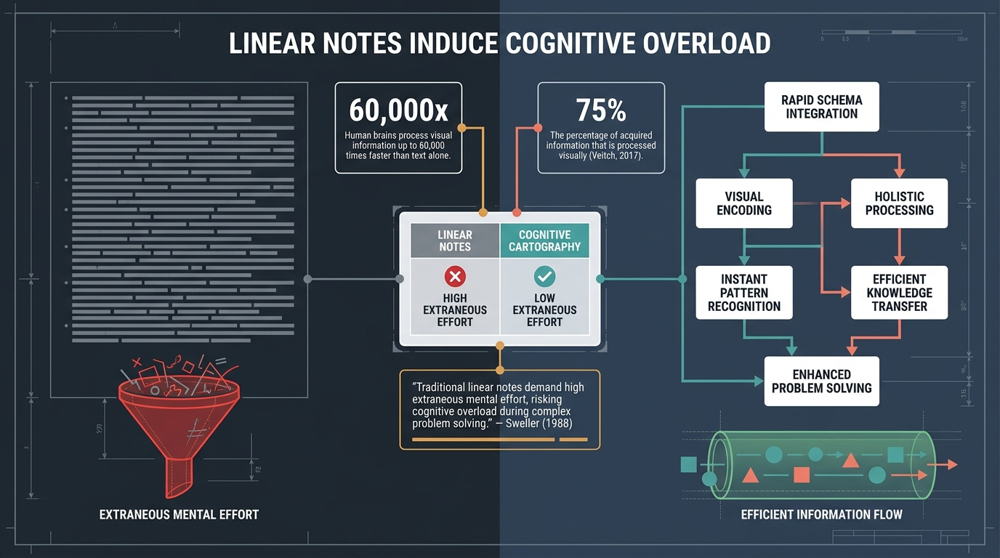 LINEAR NOTES INDUCE COGNITIVE OVERLOAD
60,000x
Human brains process visual
information up to 60,000
times faster than text alone.
75%
The percentage of acquired
information that is processed
visually (Veitch, 2017).
LINEAR
NOTES
COGNITIVE
CARTOGRAPHY
HIGH
EXTRANEOUS
EFFORT
LOW
EXTRANEOUS
EFFORT
"Traditional linear notes demand high
extraneous mental effort, risking
cognitive overload during complex
problem solving." – Sweller (1988)
RAPID SCHEMA
INTEGRATION
VISUAL
ENCODING
HOLISTIC
PROCESSING
INSTANT
PATTERN
RECOGNITION
EFFICIENT
KNOWLEDGE
TRANSFER
ENHANCED
PROBLEM SOLVING
EXTRANEOUS MENTAL EFFORT
EFFICIENT INFORMATION FLOW